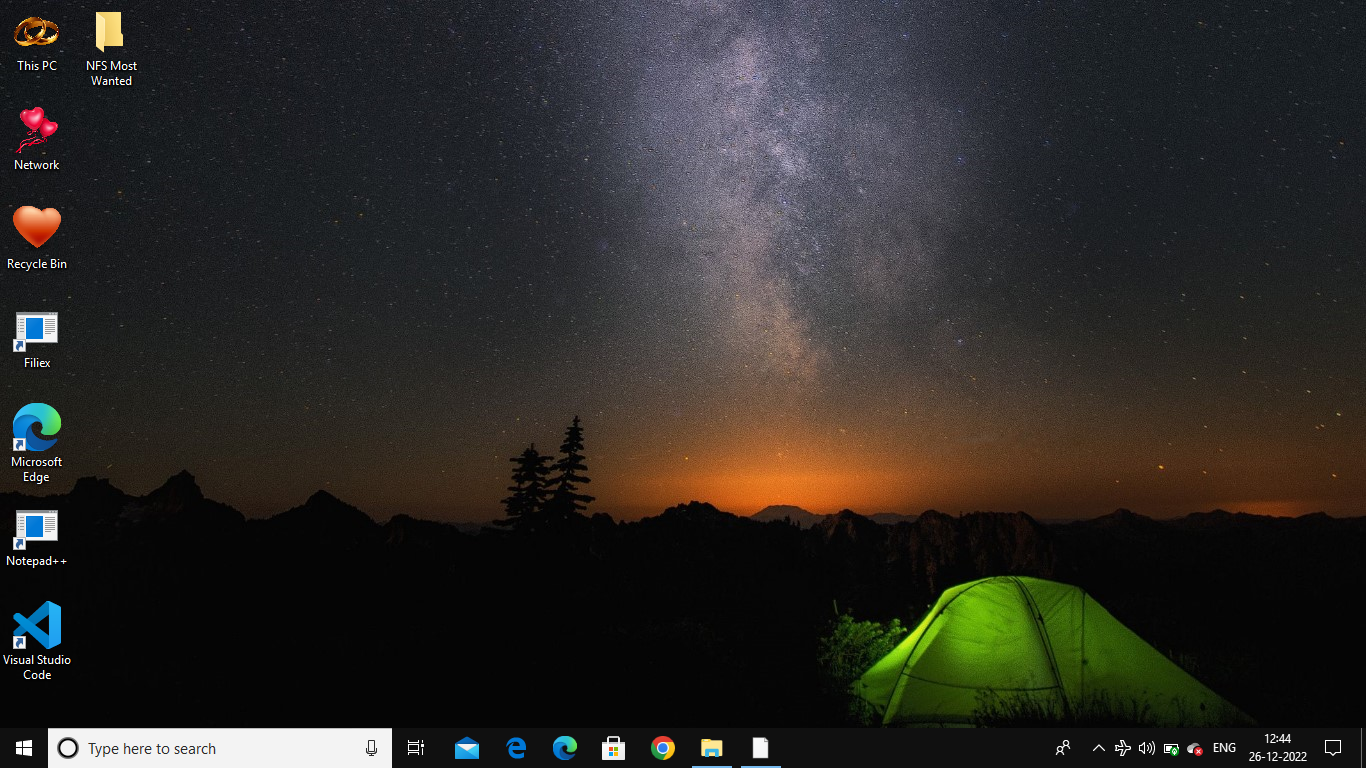 This PC
NFS Most
Wanted
Network
Recycle Bin
Filiex
Microsoft
Edge
Notepad++
Visual Studio
Code
Type here to search
ENG
12:44
26-12-2022